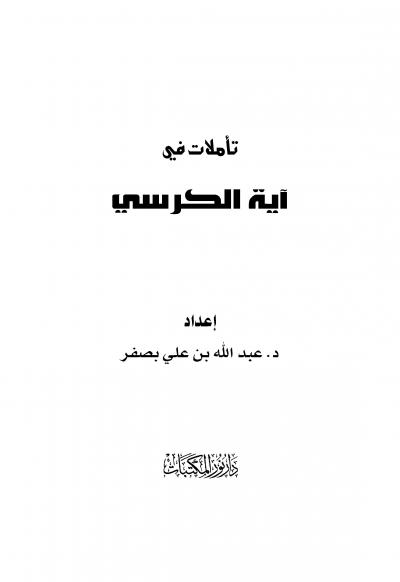 تأملات في
آية الكرسي
إعداد
د. عبد الله بن علي بصفر
دار نور المكتبات